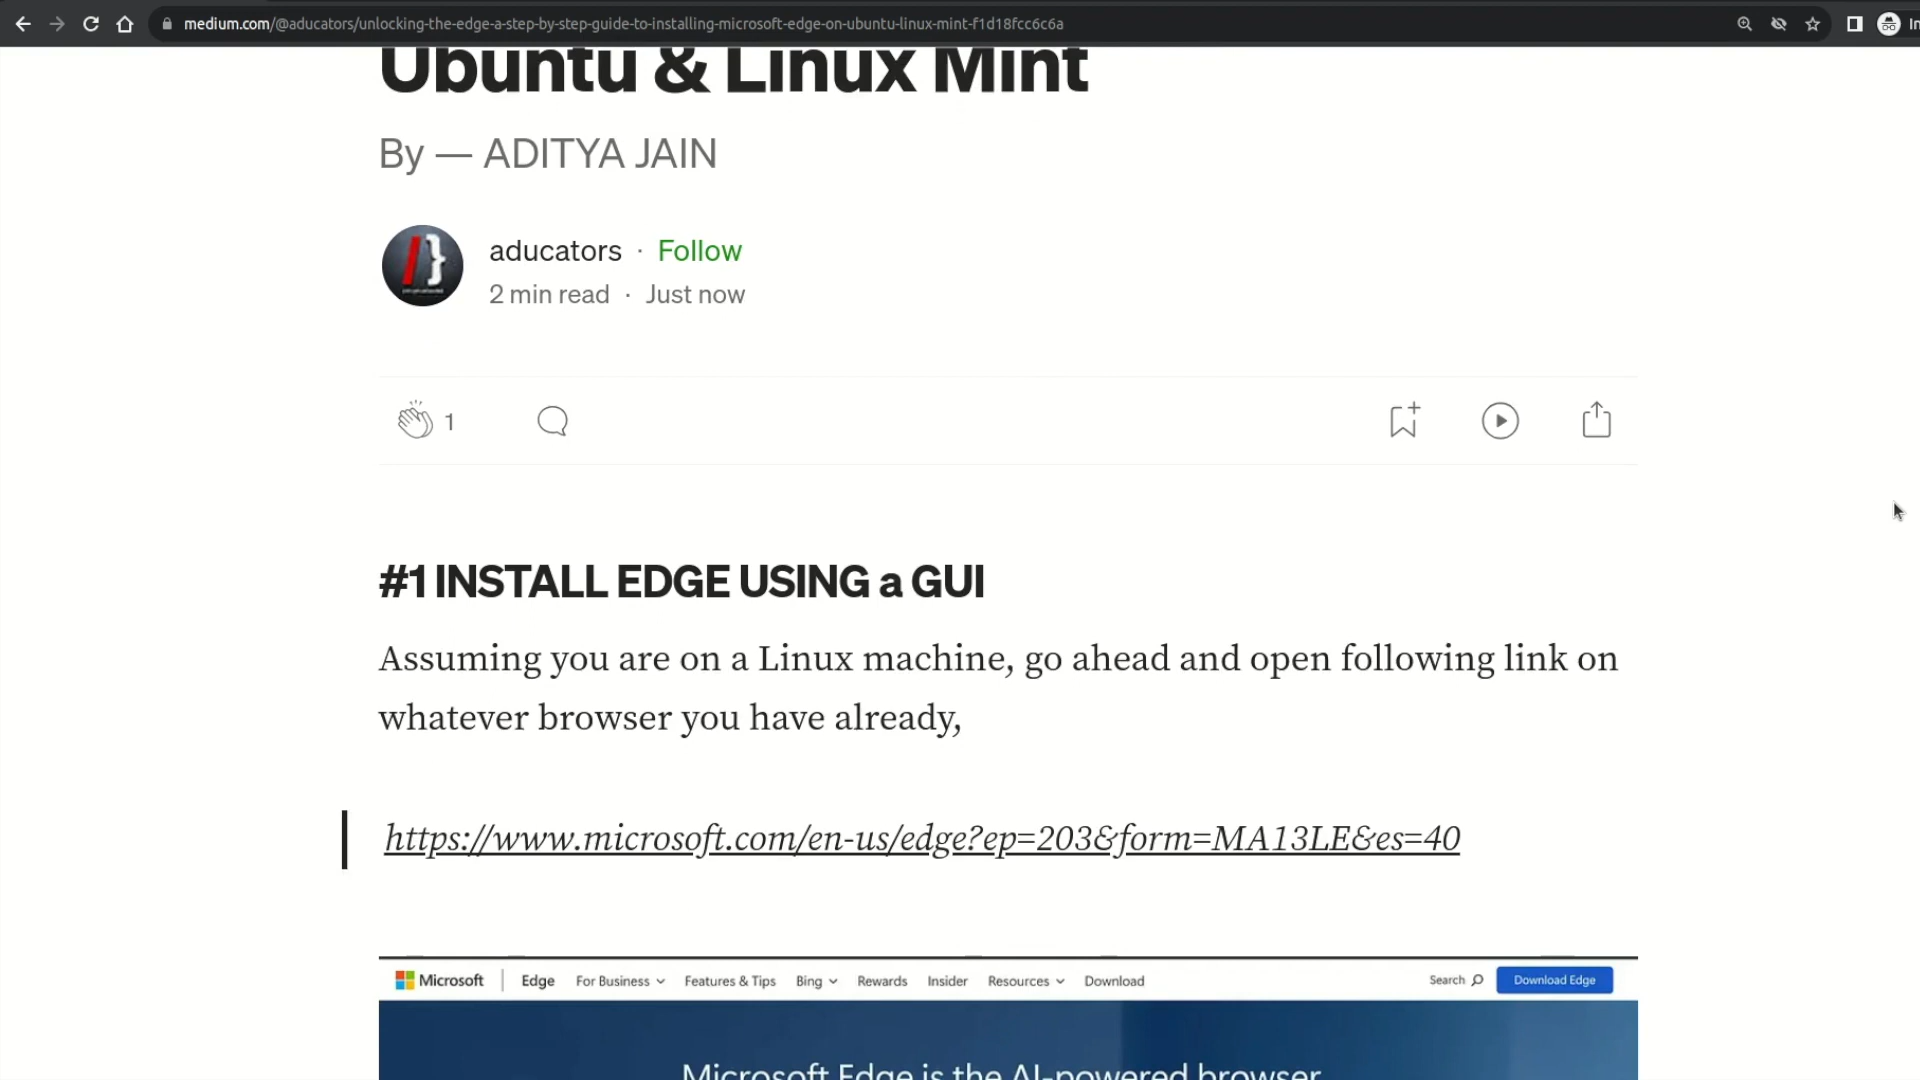 medium.com/@aducators/unlocking-the-edge-a-step-by-step-guide-to-installing-microsoft-edge-on-ubuntu-linux-mint-f1d18fcc6c6a
In
Ubuntu & Linux Mint
By — ADITYA JAIN
aducators · Follow
2 min read · Just now
1
#1 INSTALL EDGE USING a GUI
Assuming you are on a Linux machine, go ahead and open following link on
whatever browser you have already,
https://www.microsoft.com/en-us/edge?ep=203&form=MA13LE&es=40
Microsoft Edge For Business Features & Tips Bing Rewards Insider Resources Download Search Download Edge
Microsoft Edge is the AI-powered browser